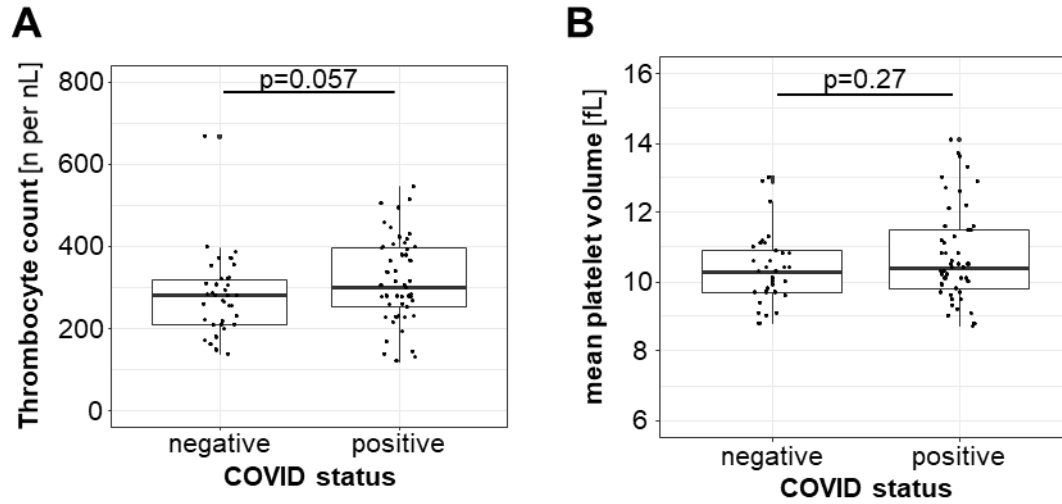 A
Thrombocyte count [n per nL]
800
600
400
200
0
p=0.057
negative positive
COVID status
B
mean platelet volume [fL]
16
14
12
10
8
6
p=0.27
negative positive
COVID status